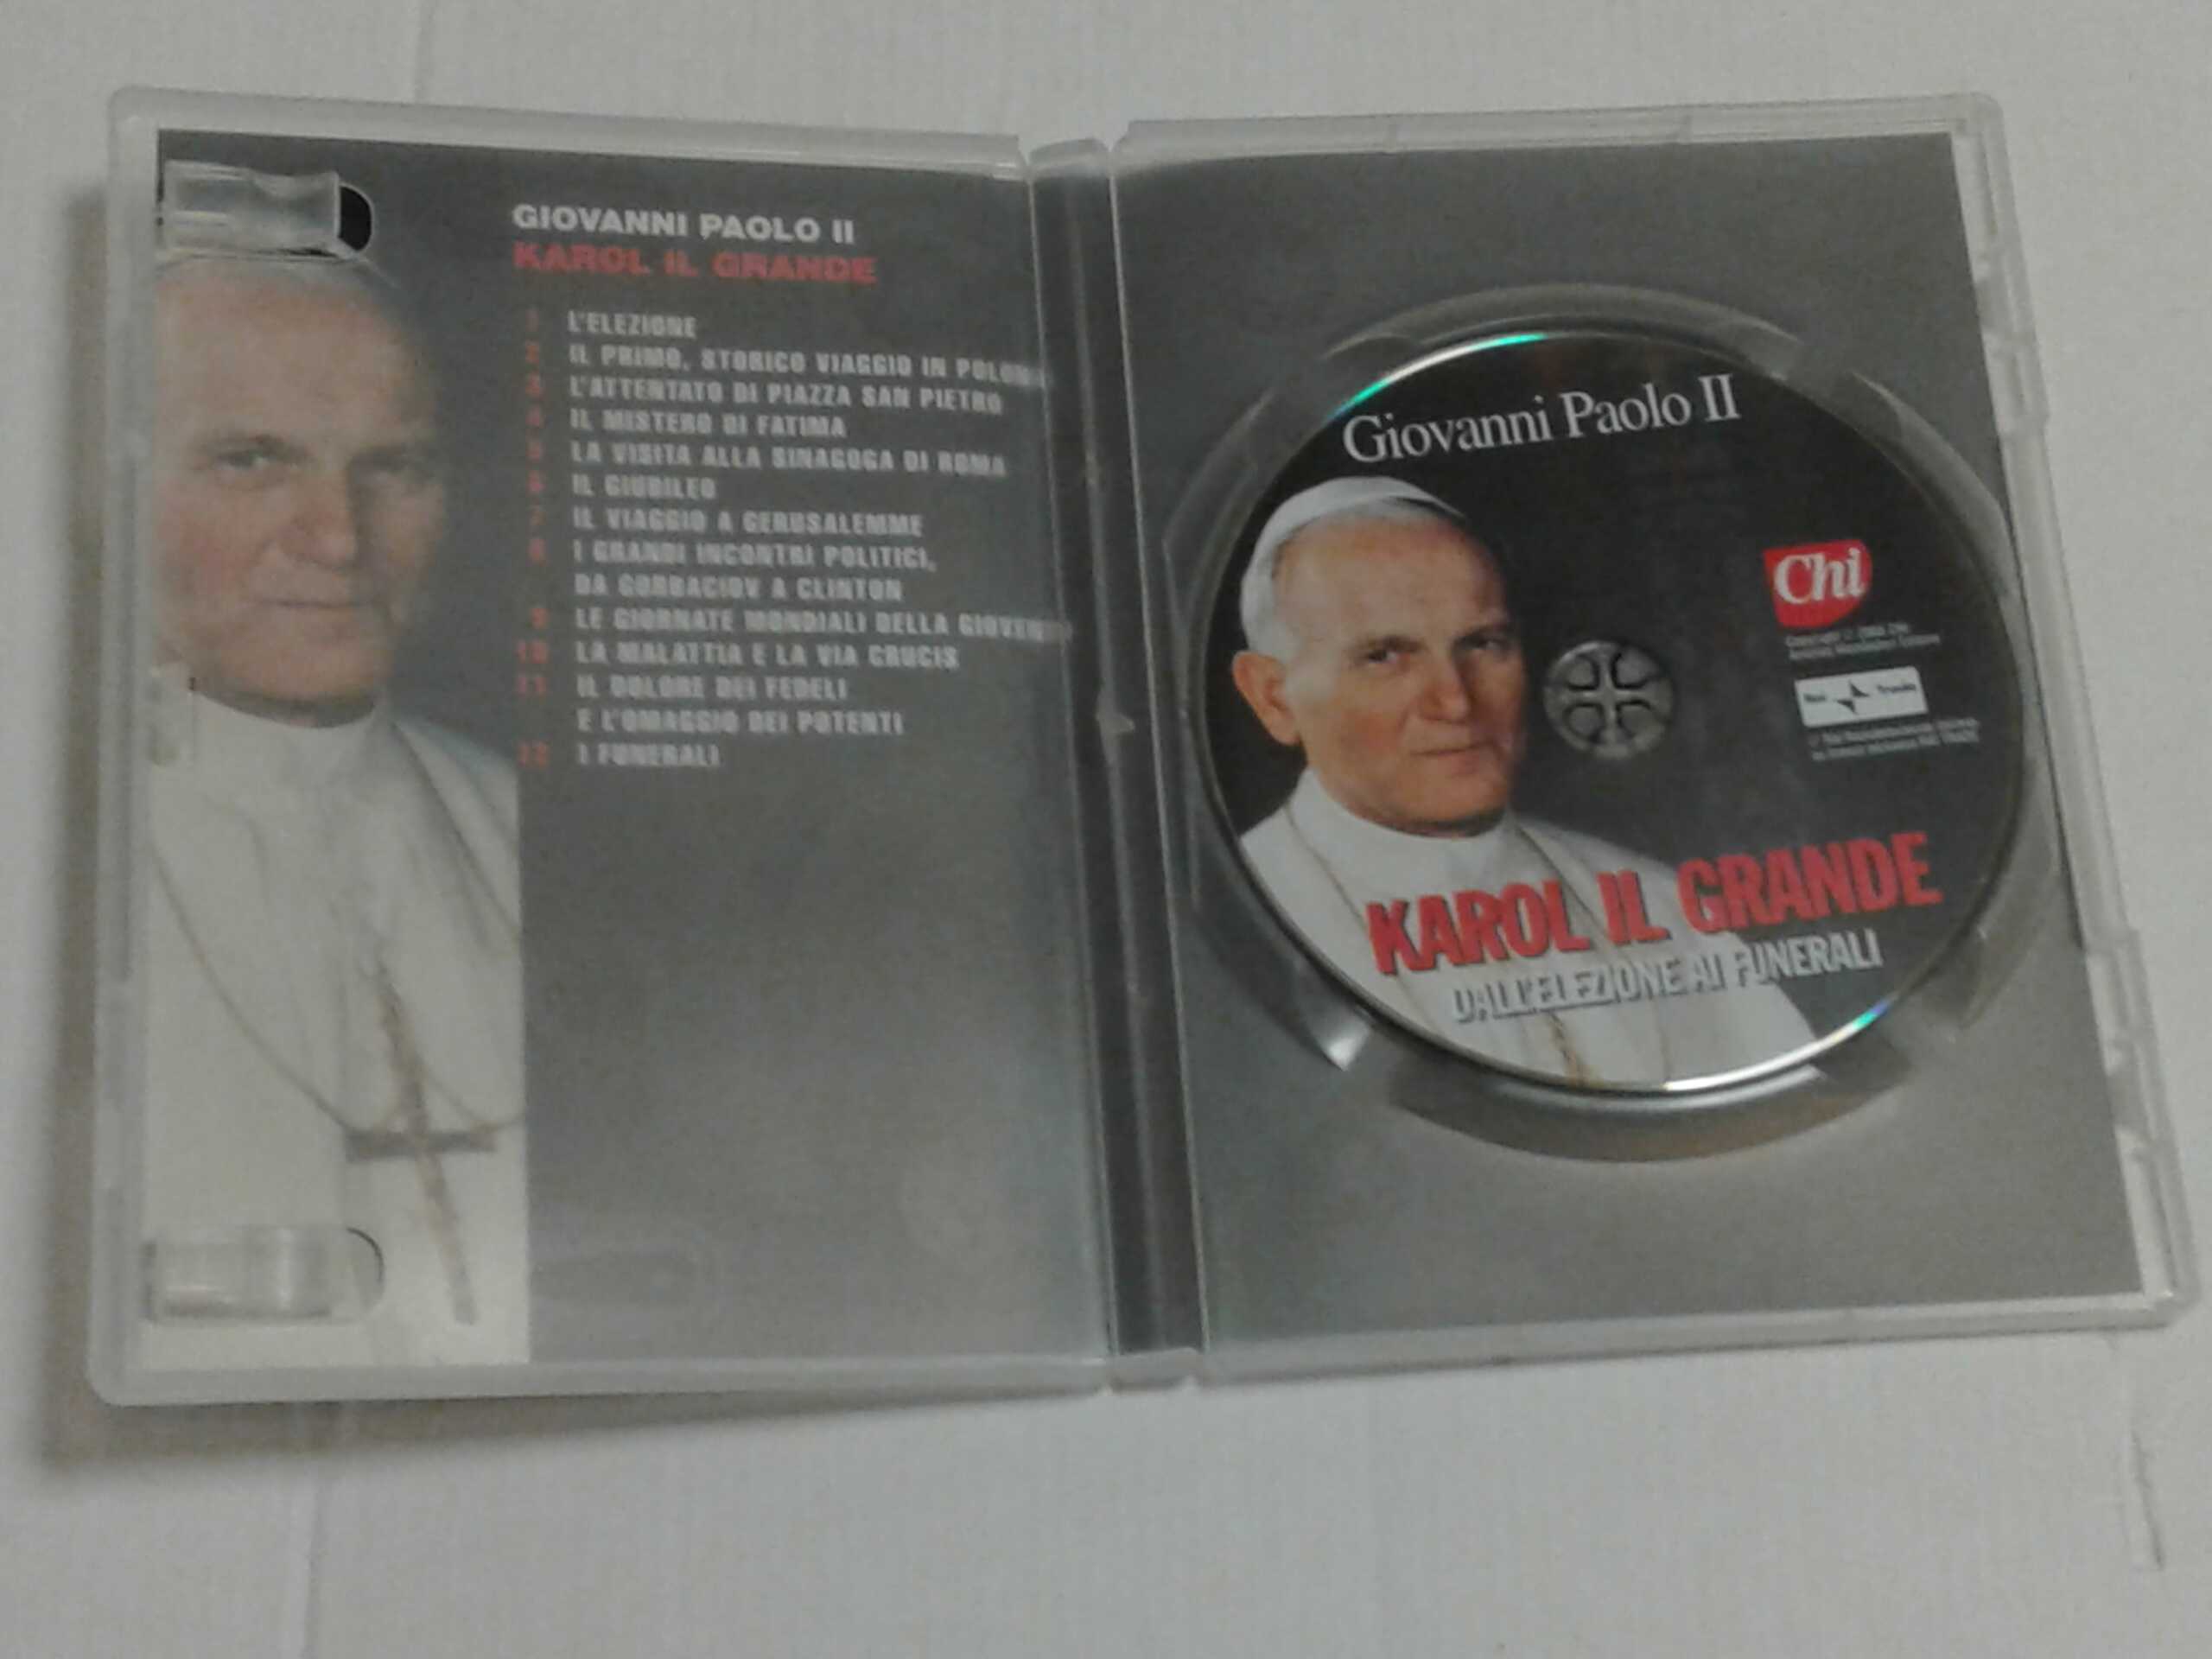 GIOVANNI PAOLO II
KAROL IL GRANDE
1 L'ELEZIONE
2 IL PRIMO, STORICO VIAGGIO IN
3 L'ATTENTATO DI PIAZZA SAN PIETRO
4 IL MISTERO DI FATIMA
5 LA VISITA ALLA SINAGOGA DI ROMA
6 IL GIUBILEO
7 IL VIAGGIO A GERUSALEMME
8 I GRANDI INCONTRI POLITICI,
DA GORBACIOV A CLINTON
9 LE GIORNATE MONDIALI DELLA
10 LA MALATTIA E LA VIA CRUCIS
11 IL DOLORE DEI FEDELI
E L'OMAGGIO DEI POTENTI
12 I FUNERALI
Giovanni Paolo II
Chi
Rai Trade
KAROL IL GRANDE
DALL'ELEZIONE AI FUNERALI